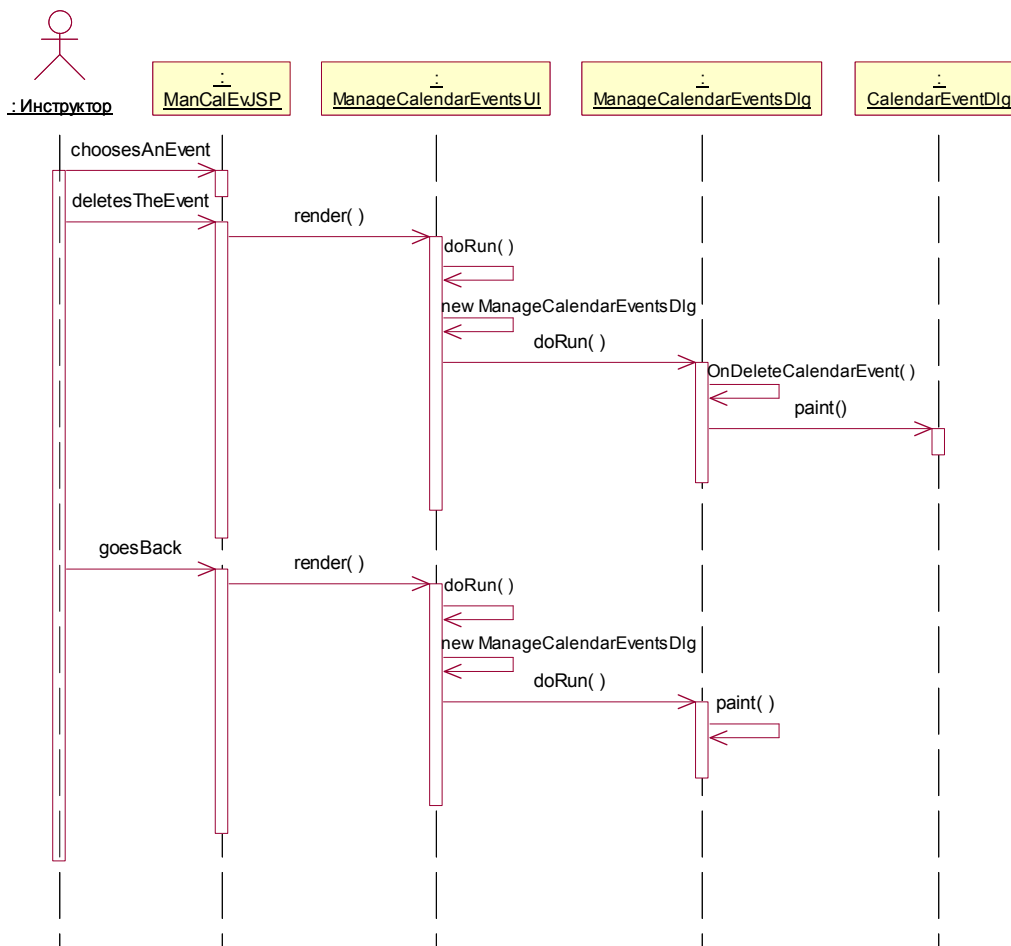 : Инструктор
:
ManCalEvJSP
:
ManageCalendarEventsUI
:
ManageCalendarEventsDlg
:
CalendarEventDlg
choosesAnEvent
deletesTheEvent
render( )
doRun( )
new ManageCalendarEventsDlg
doRun( )
OnDeleteCalendarEvent( )
paint()
goesBack
render( )
doRun( )
new ManageCalendarEventsDlg
doRun( )
paint( )